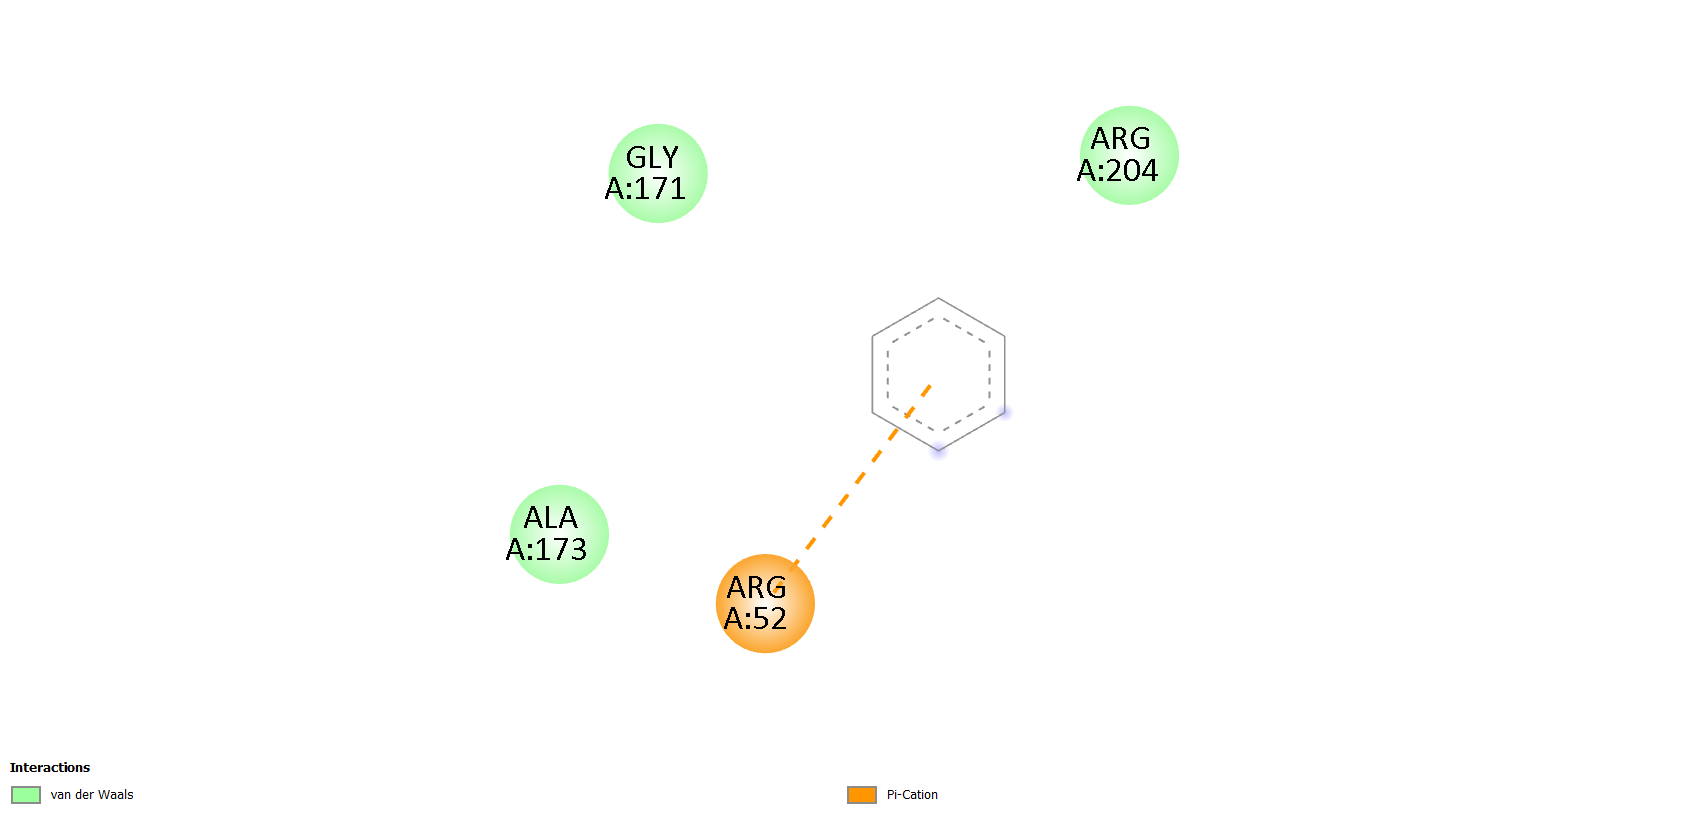 ARG
A:204
GLY
A:171
ALA
A:173
ARG
A:52
Interactions
van der Waals
Pi-Cation